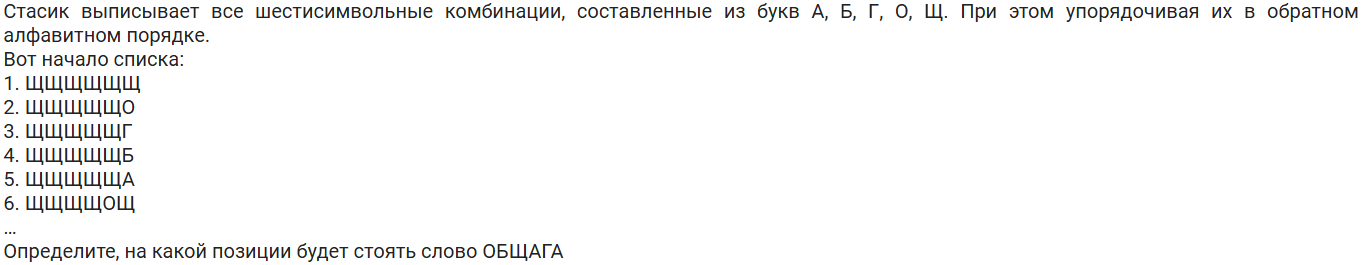 Стасик выписывает все шестисимвольные комбинации, составленные из букв А, Б, Г, О, Щ. При этом упорядочивая их в обратном
алфавитном порядке.
Вот начало списка:
1. ЩЩЩЩЩЩ
2. ЩЩЩЩЩО
3. ЩЩЩЩЩГ
4. ЩЩЩЩЩБ
5. ЩЩЩЩЩА
6. ЩЩЩЩОЩ
...
Определите, на какой позиции будет стоять слово ОБЩАГА